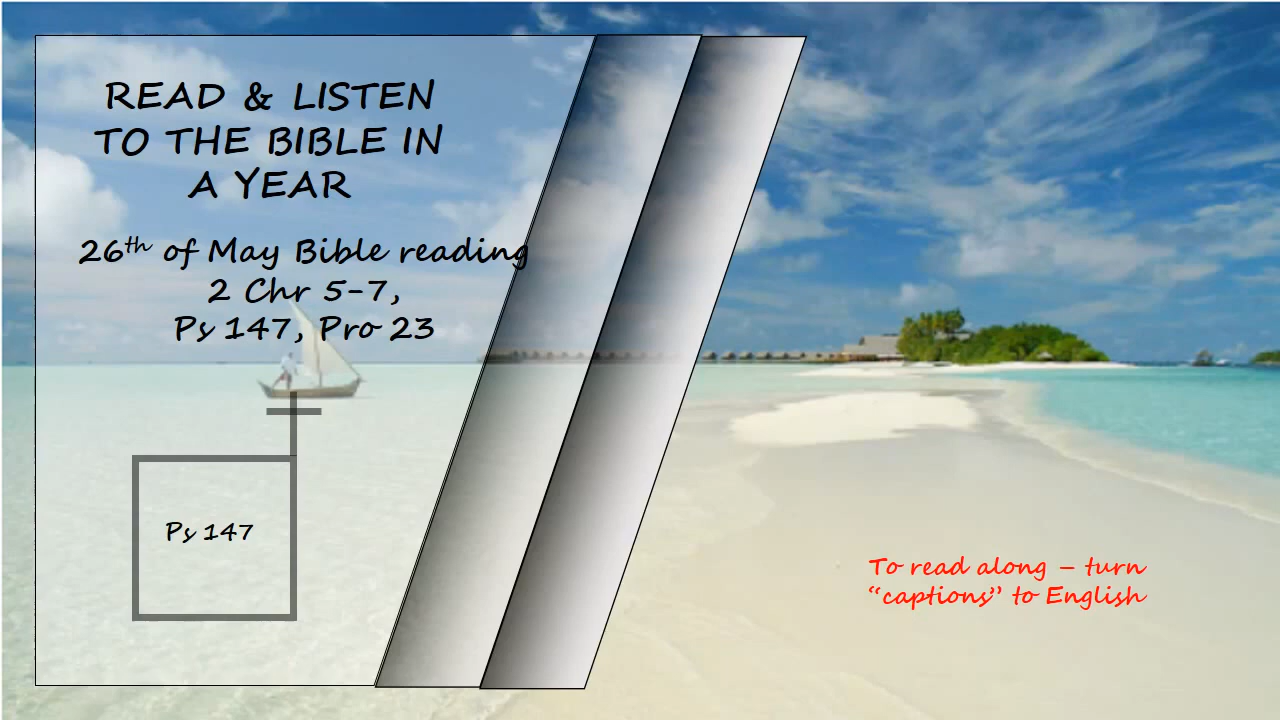 READ & LISTEN
TO THE BIBLE IN
A YEAR
26th of May Bible reading
2 Chr 5-7,
Ps 147, Pro 23
Ps 147
To read along – turn
“captions” to English